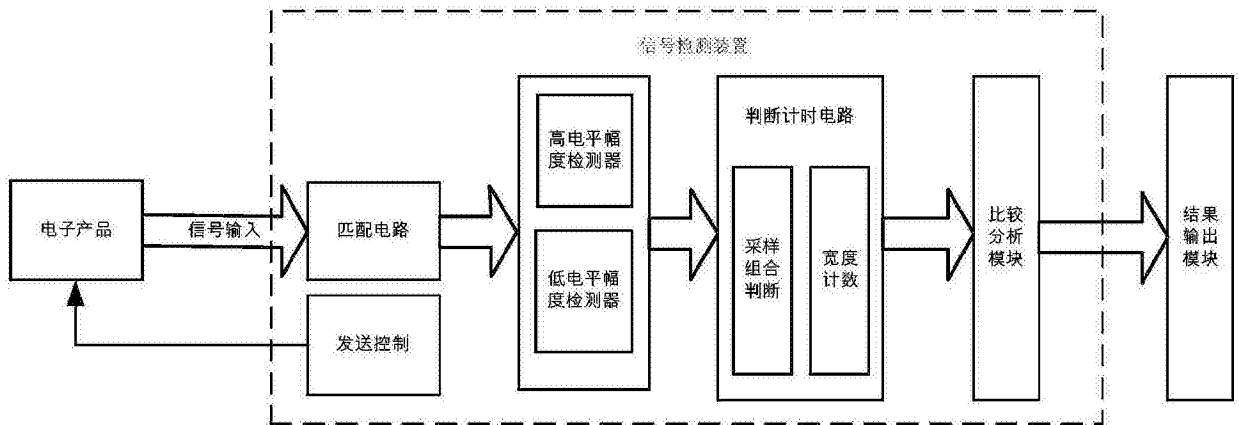 信号检测装置
电子产品
信号输入
匹配电路
发送控制
高电平幅
度检测器
低电平幅
度检测器
判断计时电路
采样
组合
判断
宽度
计数
比较
分析
模块
结果
输出
模块